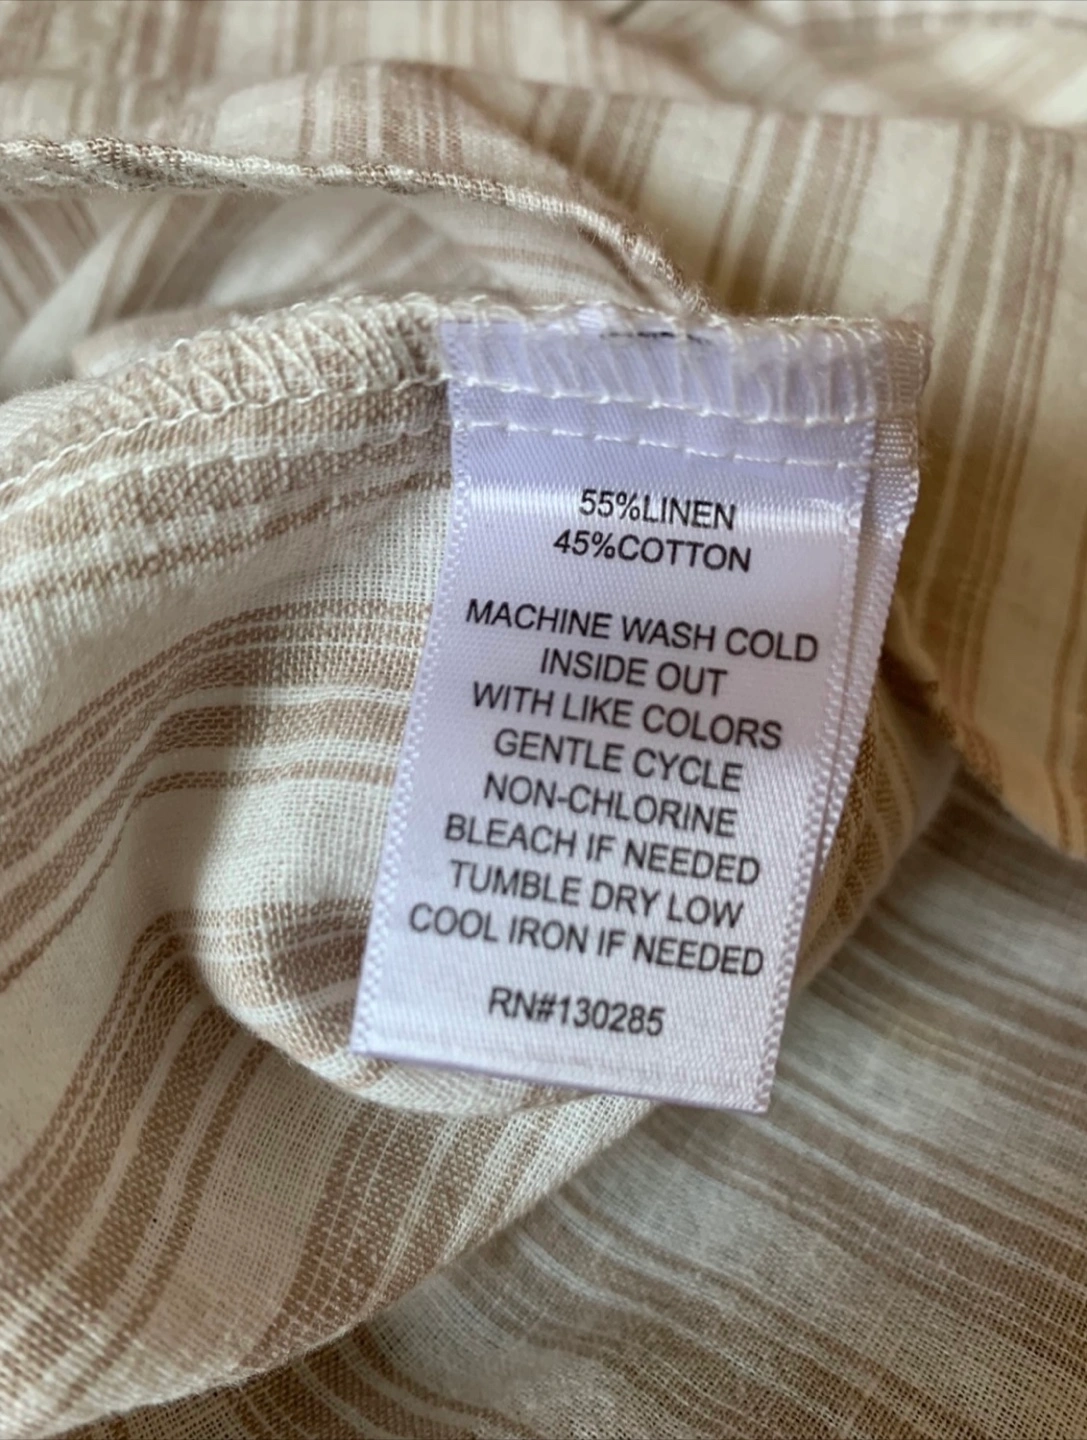 55%LINEN
45%COTTON
MACHINE WASH COLD
INSIDE OUT
WITH LIKE COLORS
GENTLE CYCLE
NON-CHLORINE
BLEACH IF NEEDED
TUMBLE DRY LOW
COOL IRON IF NEEDED
RN#130285